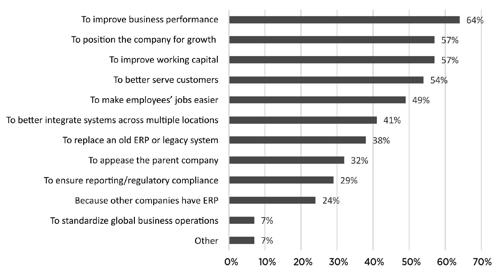 To improve business performance 64%
To position the company for growth 57%
To improve working capital 57%
To better serve customers 54%
To make employees' jobs easier 49%
To better integrate systems across multiple locations 41%
To replace an old ERP or legacy system 38%
To appease the parent company 32%
To ensure reporting/regulatory compliance 29%
Because other companies have ERP 24%
To standardize global business operations 7%
Other 7%
0% 10% 20% 30% 40% 50% 60% 70%